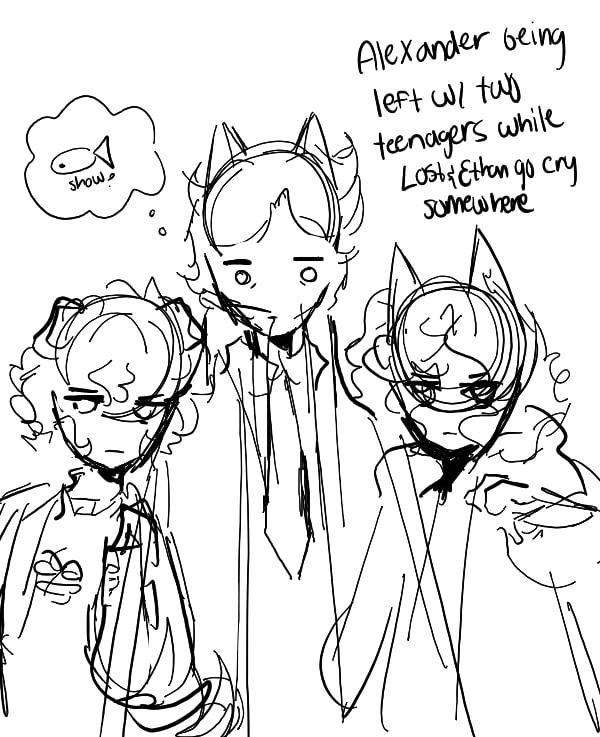 Alexander being
left w/ two
teenagers while
Lost & Ethan go cry
somewhere
show?